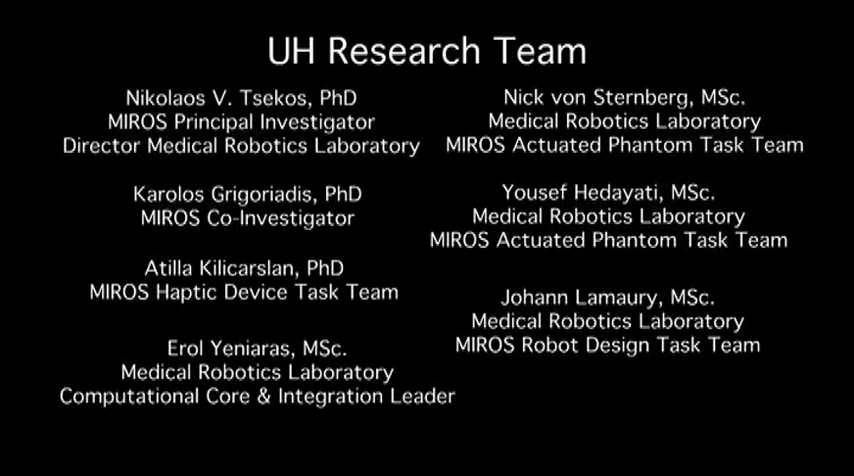 UH Research Team
Nikolaos V. Tsekos, PhD
MIROS Principal Investigator
Director Medical Robotics Laboratory
Karolos Grigoriadis, PhD
MIROS Co-Investigator
Atilla Kilicarslan, PhD
MIROS Haptic Device Task Team
Erol Yeniaras, MSc.
Medical Robotics Laboratory
Computational Core & Integration Leader
Nick von Sternberg, MSc.
Medical Robotics Laboratory
MIROS Actuated Phantom Task Team
Yousef Hedayati, MSc.
Medical Robotics Laboratory
MIROS Actuated Phantom Task Team
Johann Lamaury, MSc.
Medical Robotics Laboratory
MIROS Robot Design Task Team